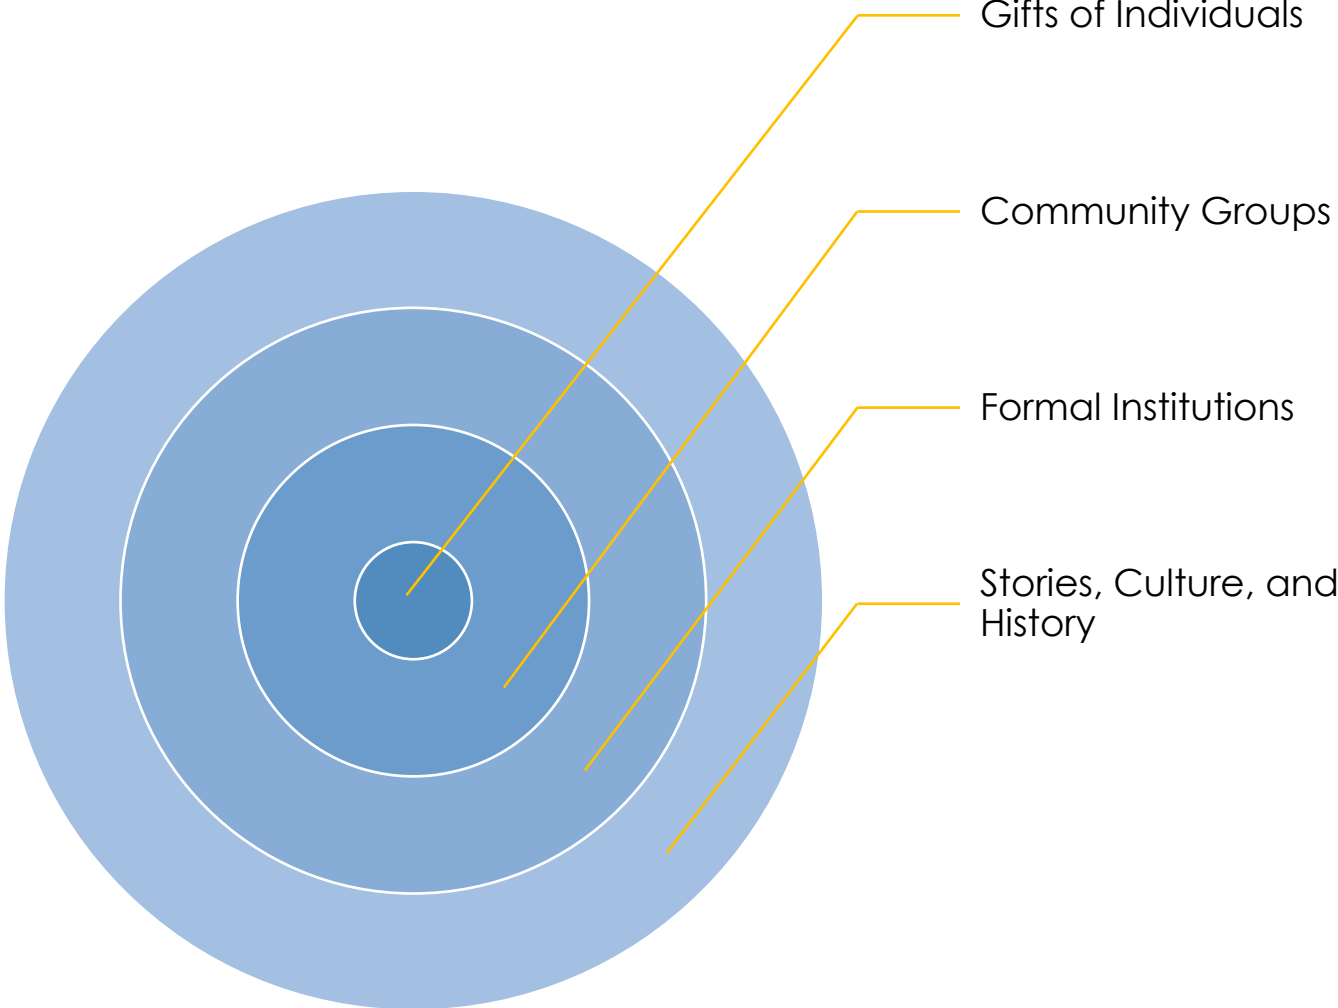 Gifts of Individuals
Community Groups
Formal Institutions
Stories, Culture, and
History